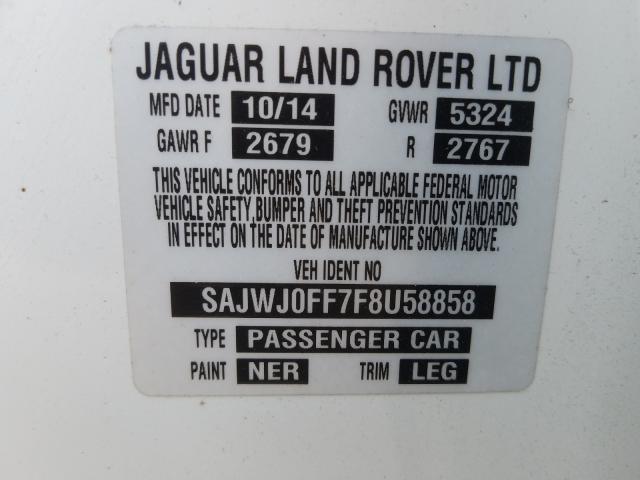 JAGUAR LAND ROVER LTD
MFD DATE 10/14 GVWR 5324
GAWR F 2679 R 2767
THIS VEHICLE CONFORMS TO ALL APPLICABLE FEDERAL MOTOR
VEHICLE SAFETY,BUMPER AND THEFT PREVENTION STANDARDS
IN EFFECT ON THE DATE OF MANUFACTURE SHOWN ABOVE.
VEH IDENT NO
SAJWJ0FF7F8U58858
TYPE PASSENGER CAR
PAINT NER TRIM LEG